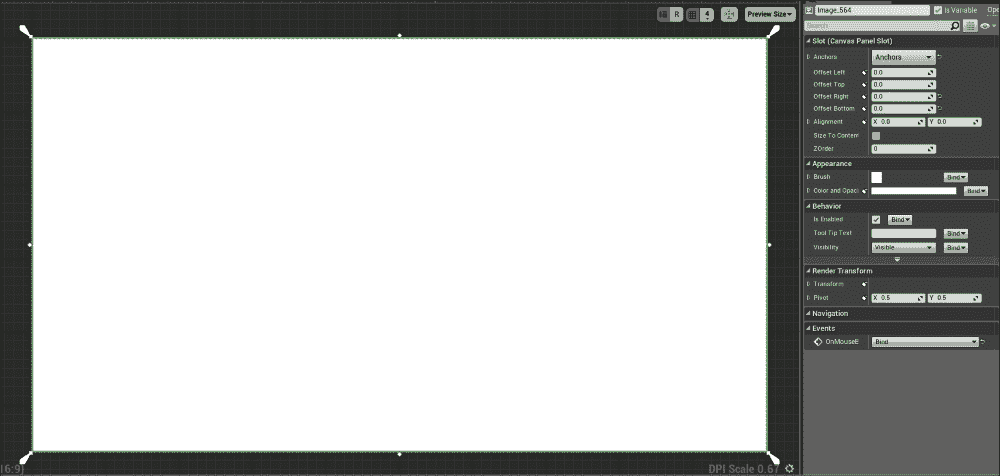 R
4
Preview Size
Image_564
Is Variable
Ope
Search
Slot (Canvas Panel Slot)
Anchors
Anchors
Offset Left
0.0
Offset Top
0.0
Offset Right
0.0
Offset Bottom
0.0
Alignment
X 0.0
Y 0.0
Size To Conten
ZOrder
0
Appearance
Brush
Bind
Color and Opaci
Bind
Behavior
Is Enabled
Bind
Tool Tip Text
Bind
Visibility
Visible
Bind
Render Transform
Transform
Pivot
X 0.5
Y 0.5
Navigation
Events
OnMouseE
Bind
(16:9)
DPI Scale 0.67